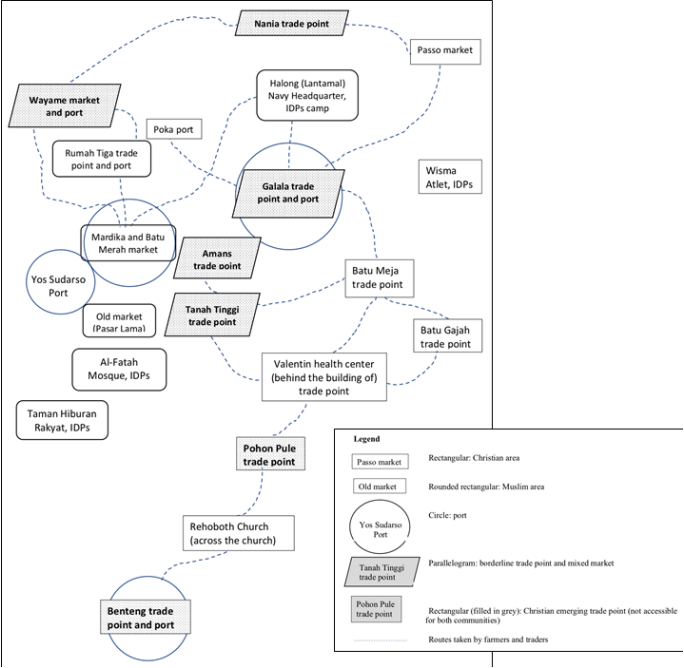 Nania trade point
Passo market
Halong (Lantamal)
Navy Headquarter,
IDPs camp
Wayame market
and port
Poka port
Rumah Tiga trade
point and port
Wisma
Atlet, IDPs
Galala trade
point and port
Mardika and Batu
Merah market
Amans
trade point
Yos Sudarso
Port
Batu Meja
trade point
Tanah Tinggi
trade point
Old market
(Pasar Lama)
Batu Gajah
trade point
Al-Fatah
Mosque, IDPs
Valentin health center
(behind the building of)
trade point
Taman Hiburan
Rakyat, IDPs
Pohon Pule
trade point
Rehoboth Church
(across the church)
Benteng trade
point and port
Legend
Passo market
Rectangular: Christian area
Old market
Rounded rectangular: Muslim area
Yos Sudarso
Port
Circle: port
Tanah Tinggi
trade point
Parallelogram: borderline trade point and mixed market
Pohon Pule
trade point
Rectangular (filled in grey): Christian emerging trade point (not accessible
for both communities)
Routes taken by farmers and traders